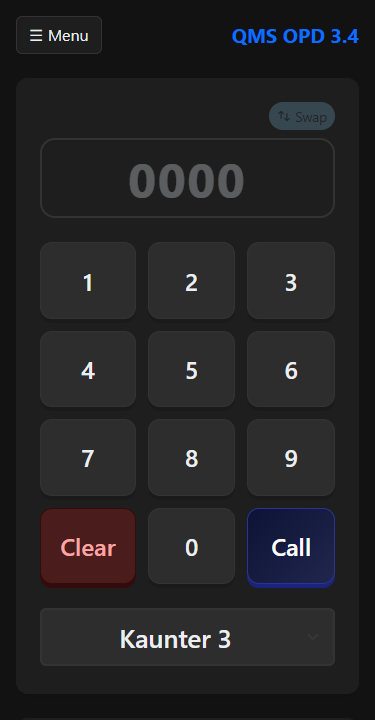 ☰ Menu
QMS OPD 3.4
Swap
0000
1 2 3
4 5 6
7 8 9
Clear 0 Call
Kaunter 3